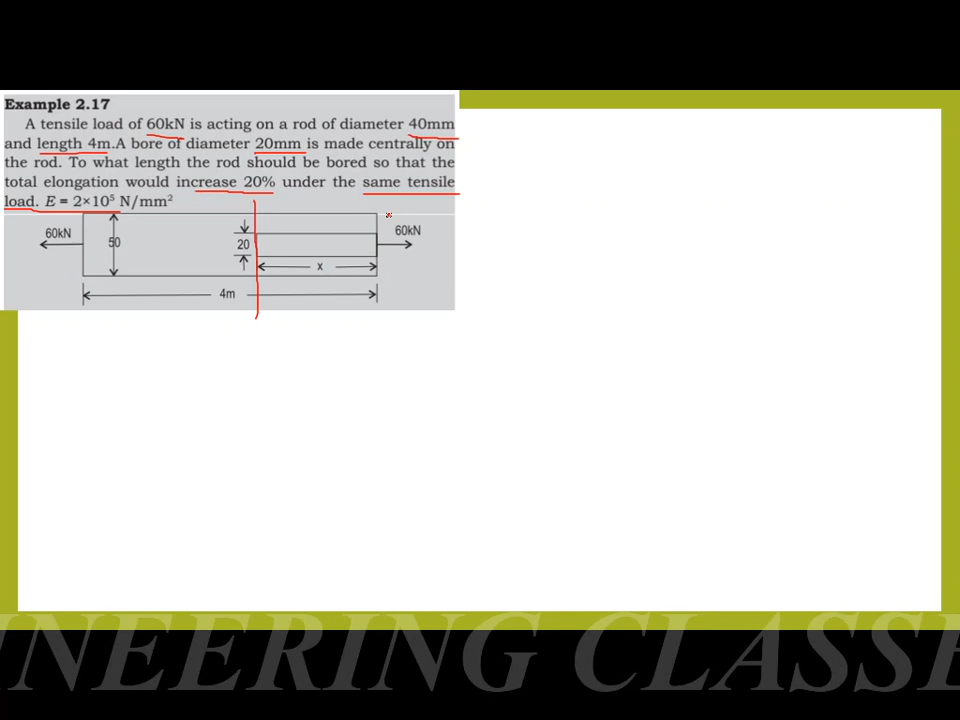 Example 2.17
A tensile load of 60kN is acting on a rod of diameter 40mm
and length 4m.A bore of diameter 20mm is made centrally on
the rod. To what length the rod should be bored so that the
total elongation would increase 20% under the same tensile
load. E = 2×10⁵ N/mm²
60kN
50
20
x
60kN
4m
INEERING CLASSE